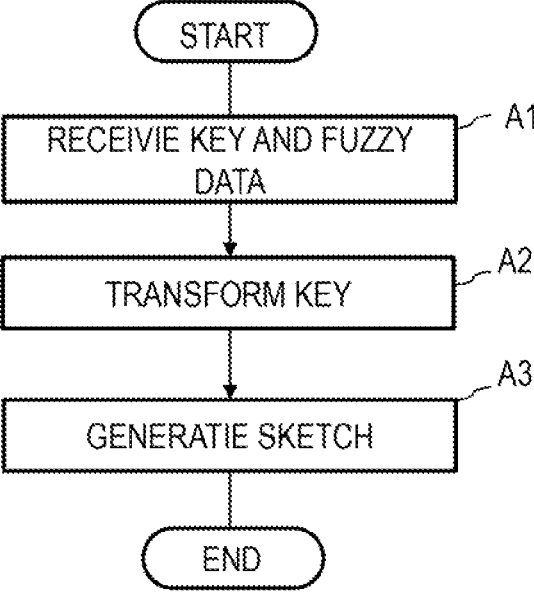 START
A1
RECEIVIE KEY AND FUZZY
DATA
A2
TRANSFORM KEY
A3
GENERATIE SKETCH
END